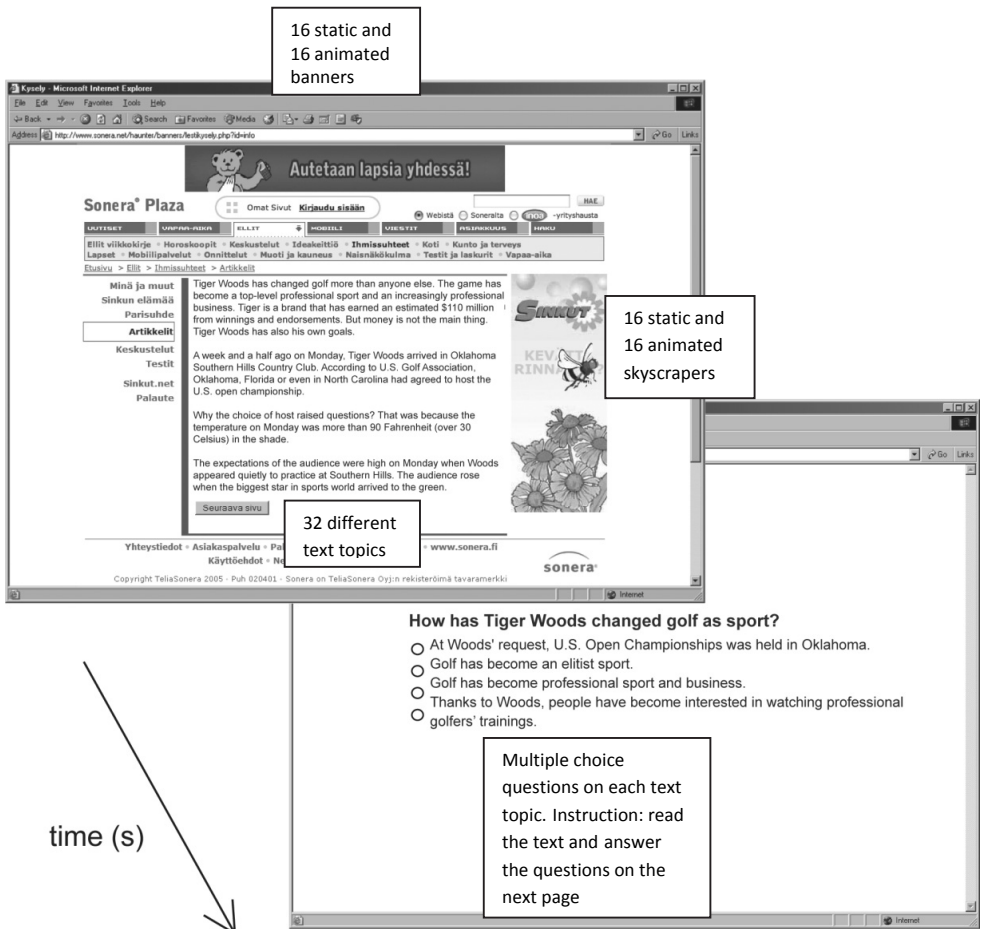 16 static and
16 animated
banners
Kysely - Microsoft Internet Explorer
File Edit View Favorites Tools Help
Back Search Favorites Media
Address http://www.sonera.net/haunter/banners/lestikysely.php?id=info Go Links
Autetaan lapsia yhdessä!
Sonera° Plaza
Omat Sivut Kirjaudu sisään
HAE
Webistä Soneralta inoa -yrityshausta
UUTISET VAPAA-AIKA ELLIT MOBIILI VIESTIT ASIAKKUUS HAKU
Ellit viikkokirje Horoskoopit Keskustelut Ideakeittiö Ihmissuhteet Koti Kunto ja terveys
Lapset Mobiilipalvelut Onnittelut Muoti ja kauneus Naisnäkökulma Testit ja laskurit Vapaa-aika
Etusivu > Ellit > Ihmissuhteet > Artikkelit
Minä ja muut
Sinkun elämää
Parisuhde
Artikkelit
Keskustelut
Testit
Sinkut.net
Palaute
Tiger Woods has changed golf more than anyone else. The game has
become a top-level professional sport and an increasingly professional
business. Tiger is a brand that has earned an estimated $110 million
from winnings and endorsements. But money is not the main thing.
Tiger Woods has also his own goals.
A week and a half ago on Monday, Tiger Woods arrived in Oklahoma
Southern Hills Country Club. According to U.S. Golf Association,
Oklahoma, Florida or even in North Carolina had agreed to host the
U.S. open championship.
Why the choice of host raised questions? That was because the
temperature on Monday was more than 90 Fahrenheit (over 30
Celsius) in the shade.
The expectations of the audience were high on Monday when Woods
appeared quietly to practice at Southern Hills. The audience rose
when the biggest star in sports world arrived to the green.
Seuraava sivu
SINKUT
16 static and
16 animated
skyscrapers
32 different
text topics
Yhteystiedot Asiakaspalvelu www.sonera.fi
Käyttöehdot
sonera
Copyright TeliaSonera 2005 - Puh 020401 - Sonera on TeliaSonera Oyj:n rekisteröimä tavaramerkki
Internet
Go Links
How has Tiger Woods changed golf as sport?
At Woods' request, U.S. Open Championships was held in Oklahoma.
Golf has become an elitist sport.
Golf has become professional sport and business.
Thanks to Woods, people have become interested in watching professional
golfers' trainings.
Multiple choice
questions on each text
topic. Instruction: read
the text and answer
the questions on the
next page
time (s)
Internet